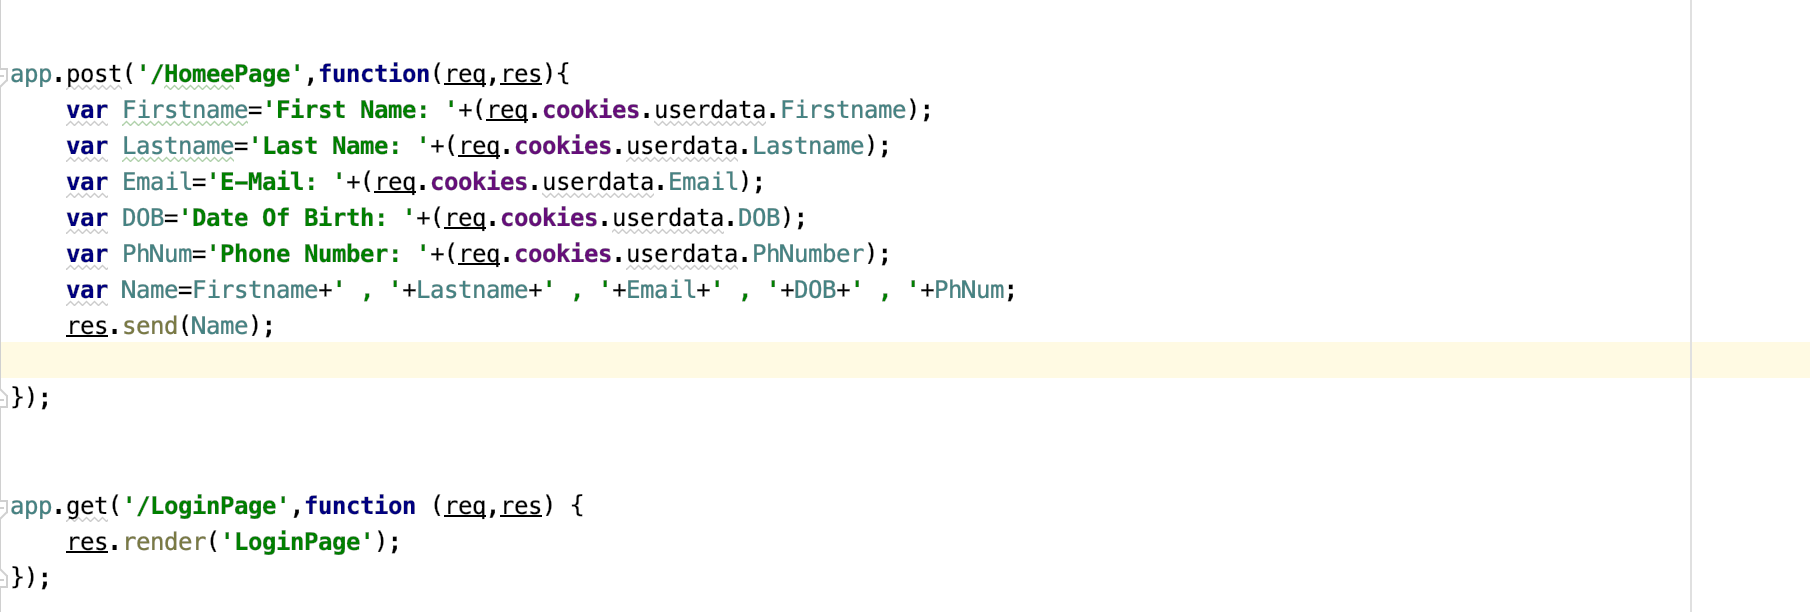 app.post('/HomeePage',function(req,res){
    var Firstname='First Name: '+(req.cookies.userdata.Firstname);
    var Lastname='Last Name: '+(req.cookies.userdata.Lastname);
    var Email='E-Mail: '+(req.cookies.userdata.Email);
    var DOB='Date Of Birth: '+(req.cookies.userdata.DOB);
    var PhNum='Phone Number: '+(req.cookies.userdata.PhNumber);
    var Name=Firstname+' , '+Lastname+' , '+Email+' , '+DOB+' , '+PhNum;
    res.send(Name);
});
app.get('/LoginPage',function (req,res) {
    res.render('LoginPage');
});